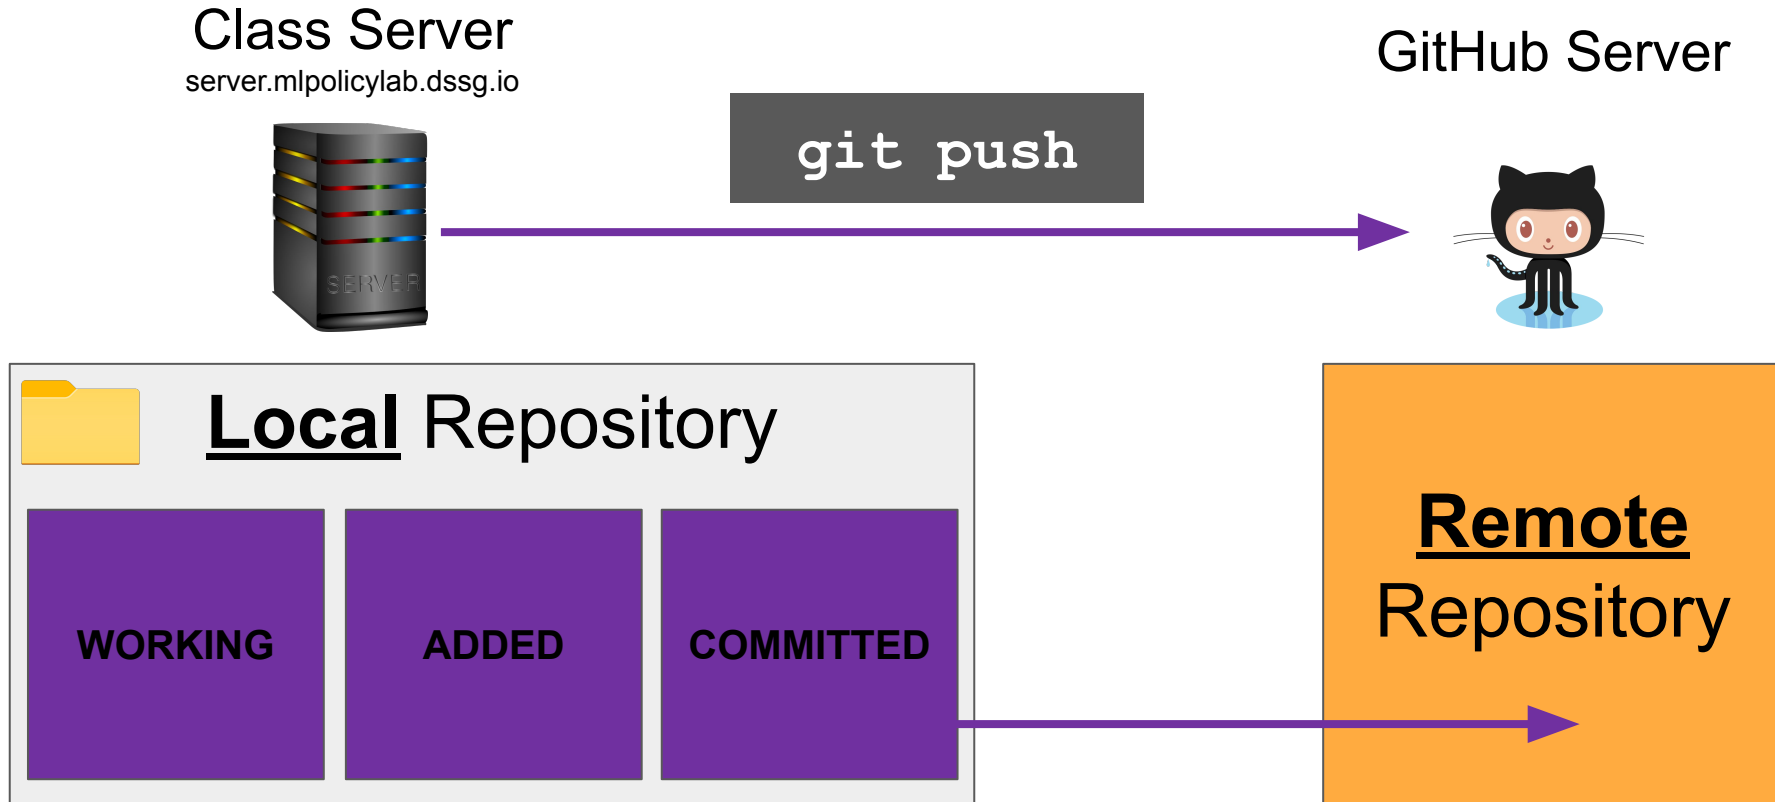 Class Server
server.mlpolicylab.dssg.io
GitHub Server
git push
SERVER
Local Repository
WORKING
ADDED
COMMITTED
Remote
Repository